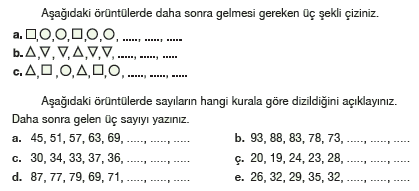 Aşağıdaki örüntülerde daha sonra gelmesi gereken üç şekli çiziniz.
a. □,○,○,□,○,○, ....., ....., .....
b. △,▽,▽,△,▽,▽, ....., ....., .....
c. △,□,○,△,□,○, ....., ....., .....
Aşağıdaki örüntülerde sayıların hangi kurala göre dizildiğini açıklayınız.
Daha sonra gelen üç sayıyı yazınız.
a. 45, 51, 57, 63, 69, ....., ....., ..... b. 93, 88, 83, 78, 73, ....., ....., .....
c. 30, 34, 33, 37, 36, ....., ....., ..... ç. 20, 19, 24, 23, 28, ....., ....., .....
d. 87, 77, 79, 69, 71, ....., ....., ..... e. 26, 32, 29, 35, 32, ....., ....., .....